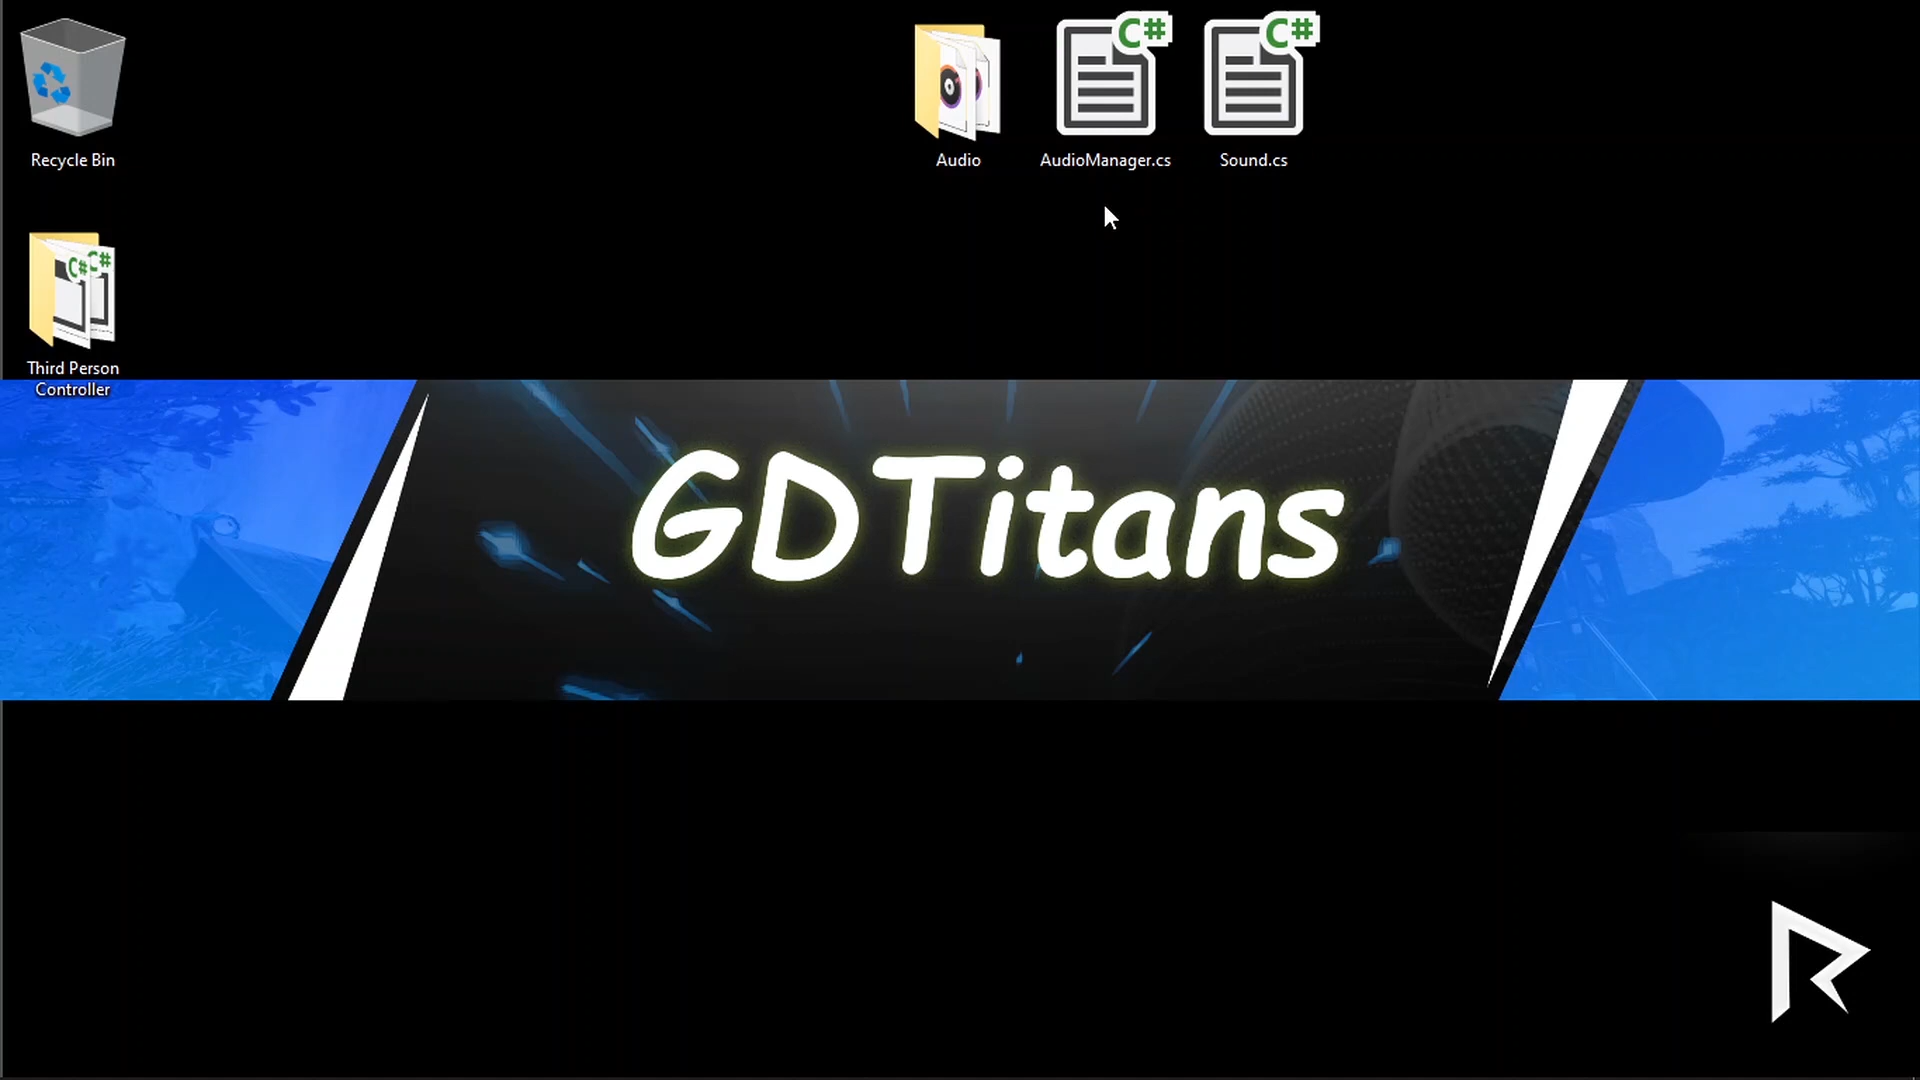 C#
C#
Recycle Bin
Audio
AudioManager.cs
Sound.cs
C#
C#
Third Person
Controller
GDTitans